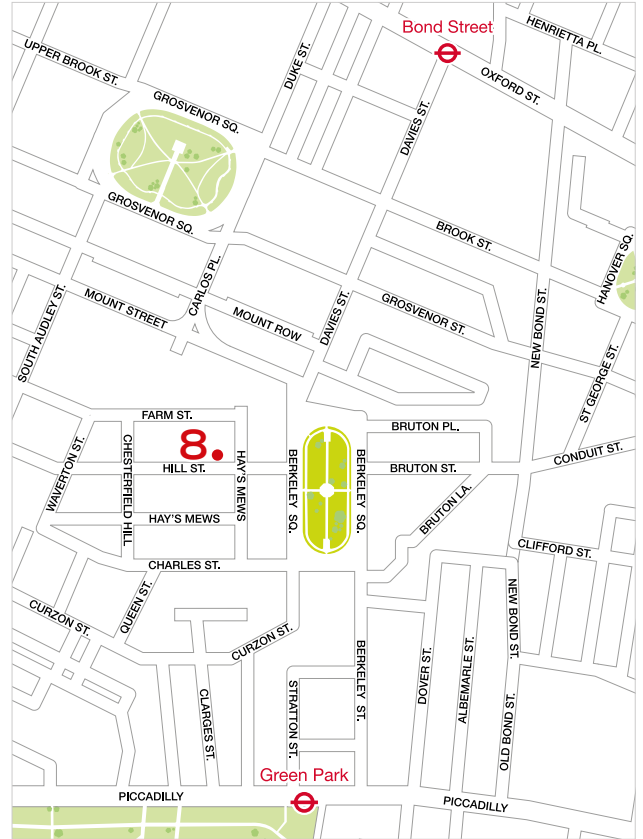 Bond Street
HENRIETTA PL.
UPPER BROOK ST.
DUKE ST.
OXFORD ST.
GROSVENOR SQ.
DAVIES ST.
GROSVENOR SQ.
BROOK ST.
HANOVER SQ.
CARLOS PL.
SOUTH AUDLEY ST.
MOUNT STREET
MOUNT ROW
DAVIES ST.
GROSVENOR ST.
NEW BOND ST.
ST GEORGE ST.
FARM ST.
BRUTON PL.
8.
WAVERTON ST.
CHESTERFIELD HILL
HILL ST.
HAY'S MEWS
BERKELEY SQ.
BERKELEY SQ.
BRUTON ST.
CONDUIT ST.
HAY'S MEWS
BRUTON LA.
CLIFFORD ST.
CHARLES ST.
CURZON ST.
QUEEN ST.
CURZON ST.
NEW BOND ST.
CLARGES ST.
STRATTON ST.
BERKELEY ST.
DOVER ST.
ALBEMARLE ST.
OLD BOND ST.
Green Park
PICCADILLY
PICCADILLY